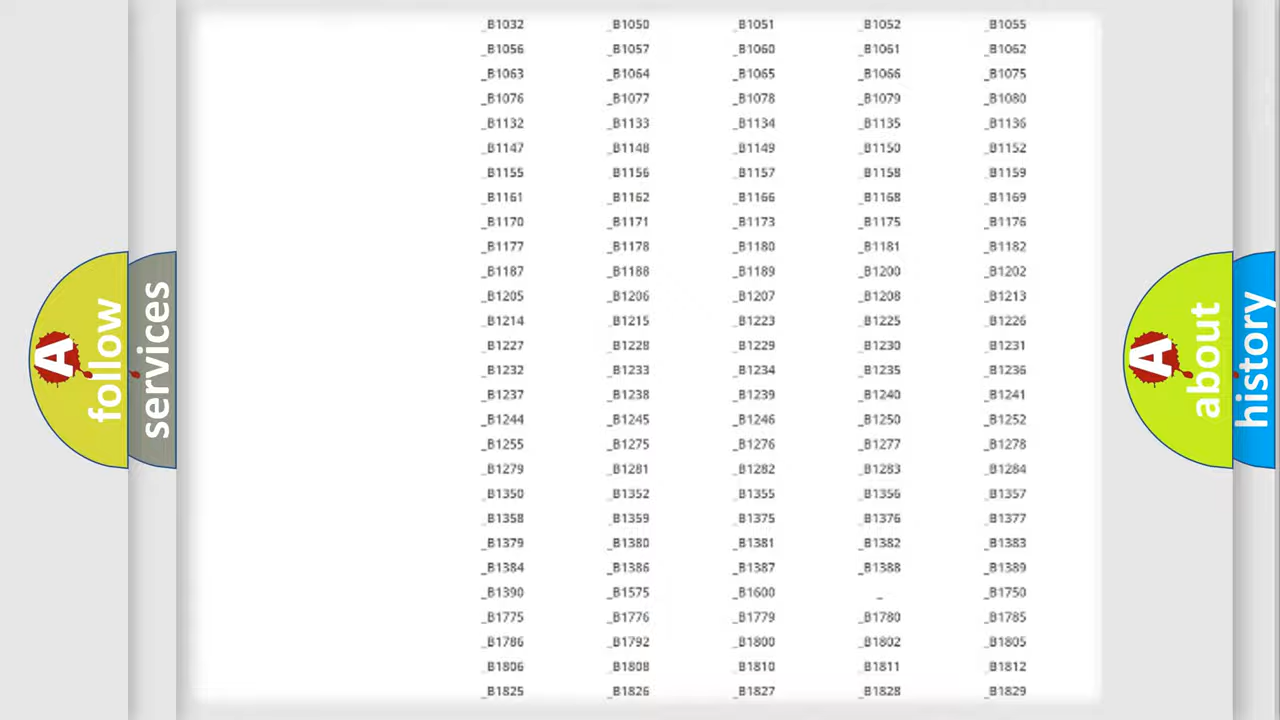 _B1032 _B1050 _B1051 _B1052 _B1055
_B1056 _B1057 _B1060 _B1061 _B1062
_B1063 _B1064 _B1065 _B1066 _B1075
_B1076 _B1077 _B1078 _B1079 _B1080
_B1132 _B1133 _B1134 _B1135 _B1136
_B1147 _B1148 _B1149 _B1150 _B1152
_B1155 _B1156 _B1157 _B1158 _B1159
_B1161 _B1162 _B1166 _B1168 _B1169
_B1170 _B1171 _B1173 _B1175 _B1176
_B1177 _B1178 _B1180 _B1181 _B1182
_B1187 _B1188 _B1189 _B1200 _B1202
_B1205 _B1206 _B1207 _B1208 _B1213
_B1214 _B1215 _B1223 _B1225 _B1226
_B1227 _B1228 _B1229 _B1230 _B1231
_B1232 _B1233 _B1234 _B1235 _B1236
_B1237 _B1238 _B1239 _B1240 _B1241
_B1244 _B1245 _B1246 _B1250 _B1252
_B1255 _B1275 _B1276 _B1277 _B1278
_B1279 _B1281 _B1282 _B1283 _B1284
_B1350 _B1352 _B1355 _B1356 _B1357
_B1358 _B1359 _B1375 _B1376 _B1377
_B1379 _B1380 _B1381 _B1382 _B1383
_B1384 _B1386 _B1387 _B1388 _B1389
_B1390 _B1575 _B1600 _ _B1750
_B1775 _B1776 _B1779 _B1780 _B1785
_B1786 _B1792 _B1800 _B1802 _B1805
_B1806 _B1808 _B1810 _B1811 _B1812
_B1825 _B1826 _B1827 _B1828 _B1829
A follow
services
A about
history